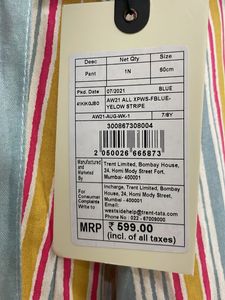 Desc Net Qty Size
Pant 1N 60cm
Pkd. Date 07/2021 BLUE
41KIKGJBO AW21 ALL XPWS-FBLUE-
YELOW STRIPE
AW21-AUG-WK-1 7/8Y
300867308004
2 050026 665873
Manufactured and Marketed By
Trent Limited, Bombay House,
24, Homi Mody Street Fort,
Mumbai - 400001
For Consumer Complaints Write to
Incharge, Trent Limited, Bombay
House, 24, Homi Mody Street,
Mumbai - 400001
westsidehelp@trent-tata.com
Phone no : 022 - 67009000
MRP ₹ 599.00
(incl. of all taxes)